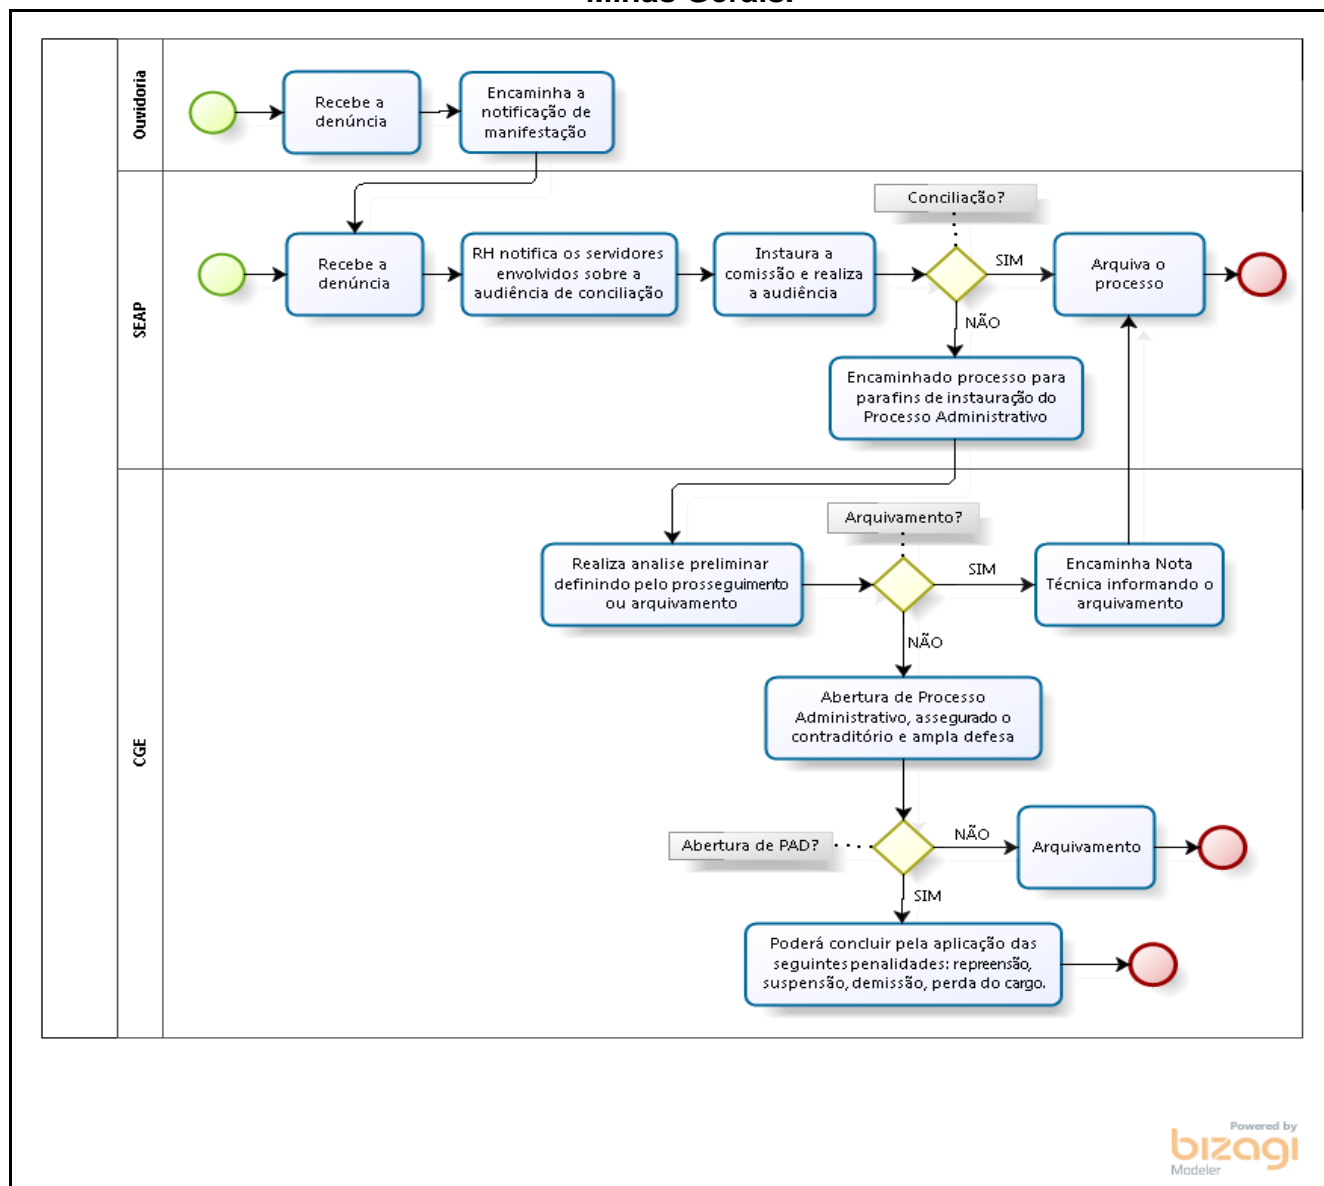 Minas Gerais.
Ouvidoria
Recebe a
denúncia
Encaminha a
notificação de
manifestação
SEAP
Recebe a
denúncia
RH notifica os servidores
envolvidos sobre a
audiência de conciliação
Instaura a
comissão e realiza
a audiência
Conciliação?
SIM
Arquiva o
processo
NÃO
Encaminhado processo para
parafins de instauração do
Processo Administrativo
CGE
Realiza analise preliminar
definindo pelo prosseguimento
ou arquivamento
Arquivamento?
SIM
Encaminha Nota
Técnica informando o
arquivamento
NÃO
Abertura de Processo
Administrativo, assegurado o
contraditório e ampla defesa
Abertura de PAD?
NÃO
Arquivamento
SIM
Poderá concluir pela aplicação das
seguintes penalidades: repreensão,
suspensão, demissão, perda do cargo.
Powered by
bizagi
Modeler